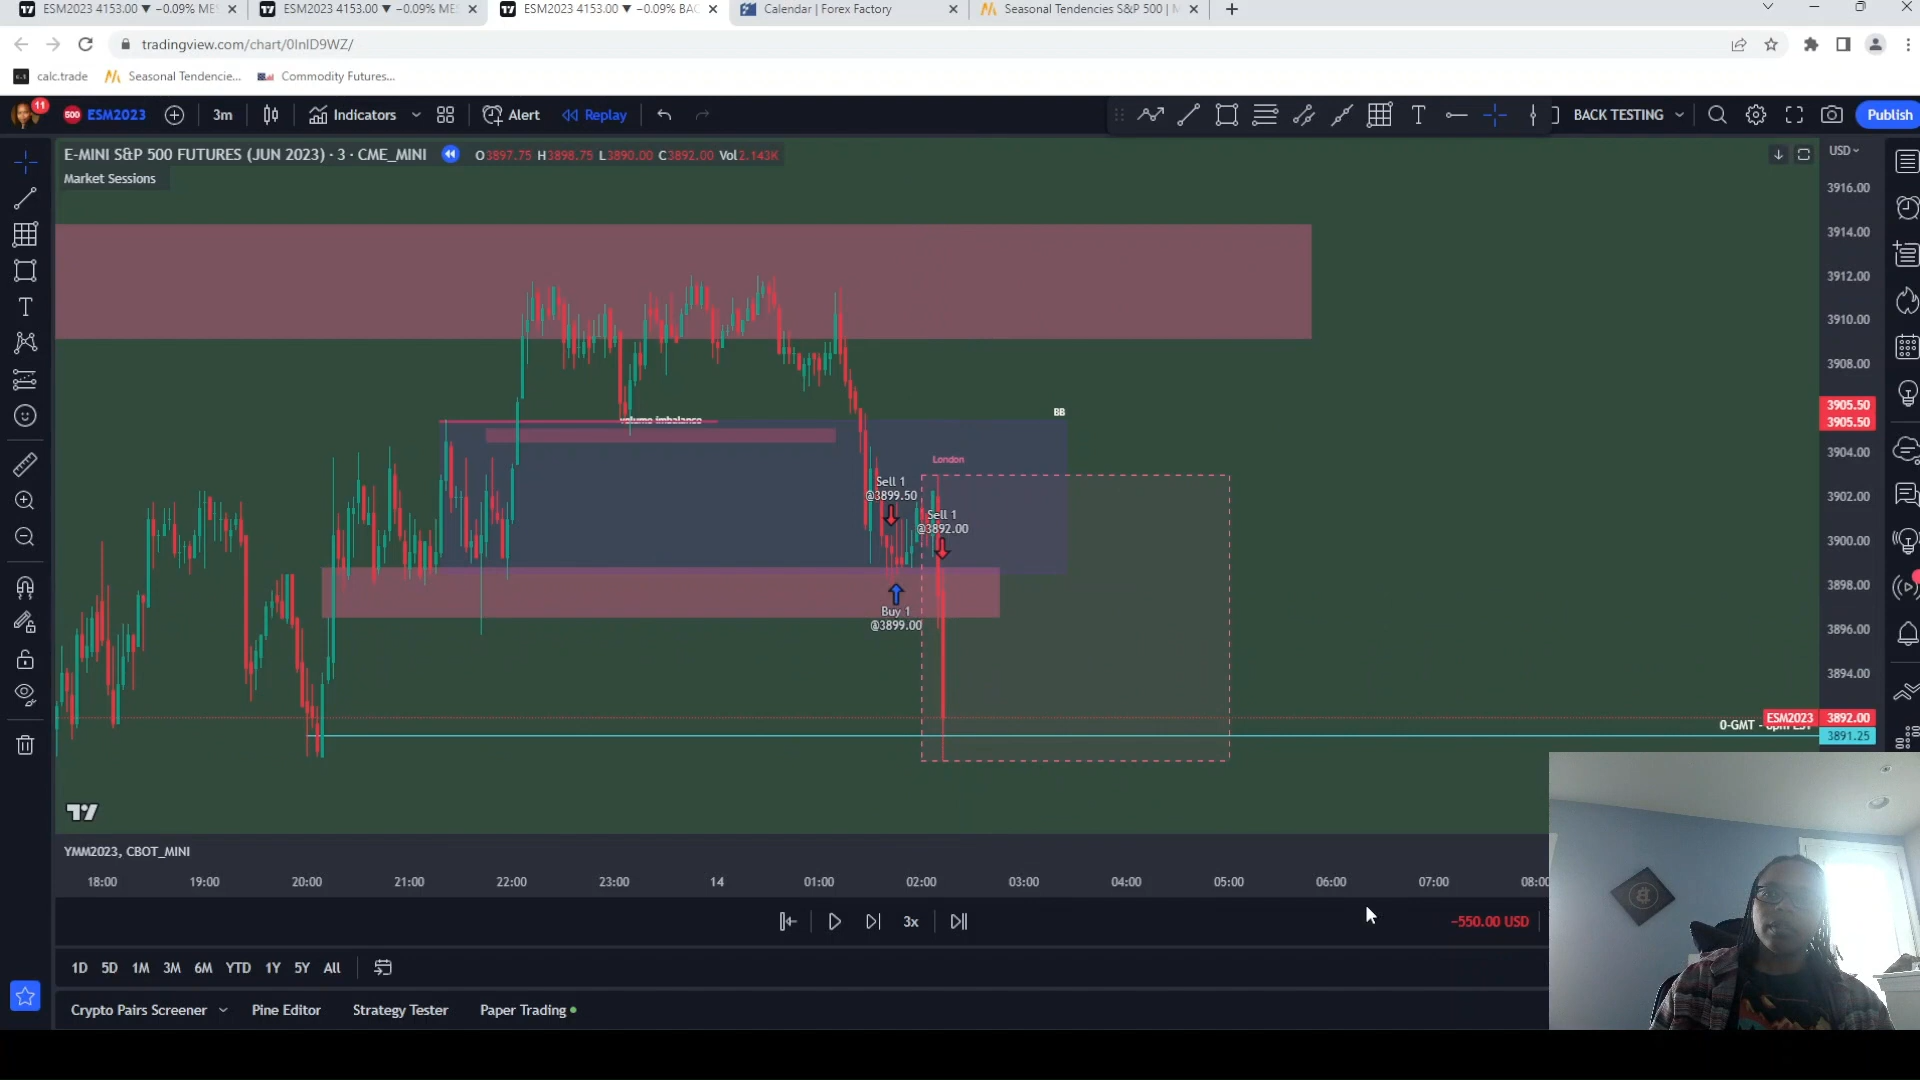 ESM2023 4153.00 ▼ −0.09% ME
ESM2023 4153.00 ▼ −0.09% ME
ESM2023 4153.00 ▼ −0.09% BAC
Calendar | Forex Factory
Seasonal Tendencies S&P 500 |
tradingview.com/chart/0InID9WZ/
calc.trade
Seasonal Tendencie...
Commodity Futures...
11
500
ESM2023
3m
Indicators
Alert
Replay
BACK TESTING
Publish
E-MINI S&P 500 FUTURES (JUN 2023) · 3 · CME_MINI
O3897.75 H3898.75 L3890.00 C3892.00 Vol2.143K
USD
Market Sessions
3916.00
3914.00
3912.00
3910.00
3908.00
3905.50
3905.50
3904.00
3902.00
3900.00
3898.00
3896.00
3894.00
volume imbalance
BB
London
Sell 1
@3899.50
Sell 1
@3892.00
Buy 1
@3899.00
0-GMT - 8pm EST
ESM2023
3892.00
3891.25
YMM2023, CBOT_MINI
18:00
19:00
20:00
21:00
22:00
23:00
14
01:00
02:00
03:00
04:00
05:00
06:00
07:00
08:00
3x
−550.00 USD
1D
5D
1M
3M
6M
YTD
1Y
5Y
All
Crypto Pairs Screener
Pine Editor
Strategy Tester
Paper Trading